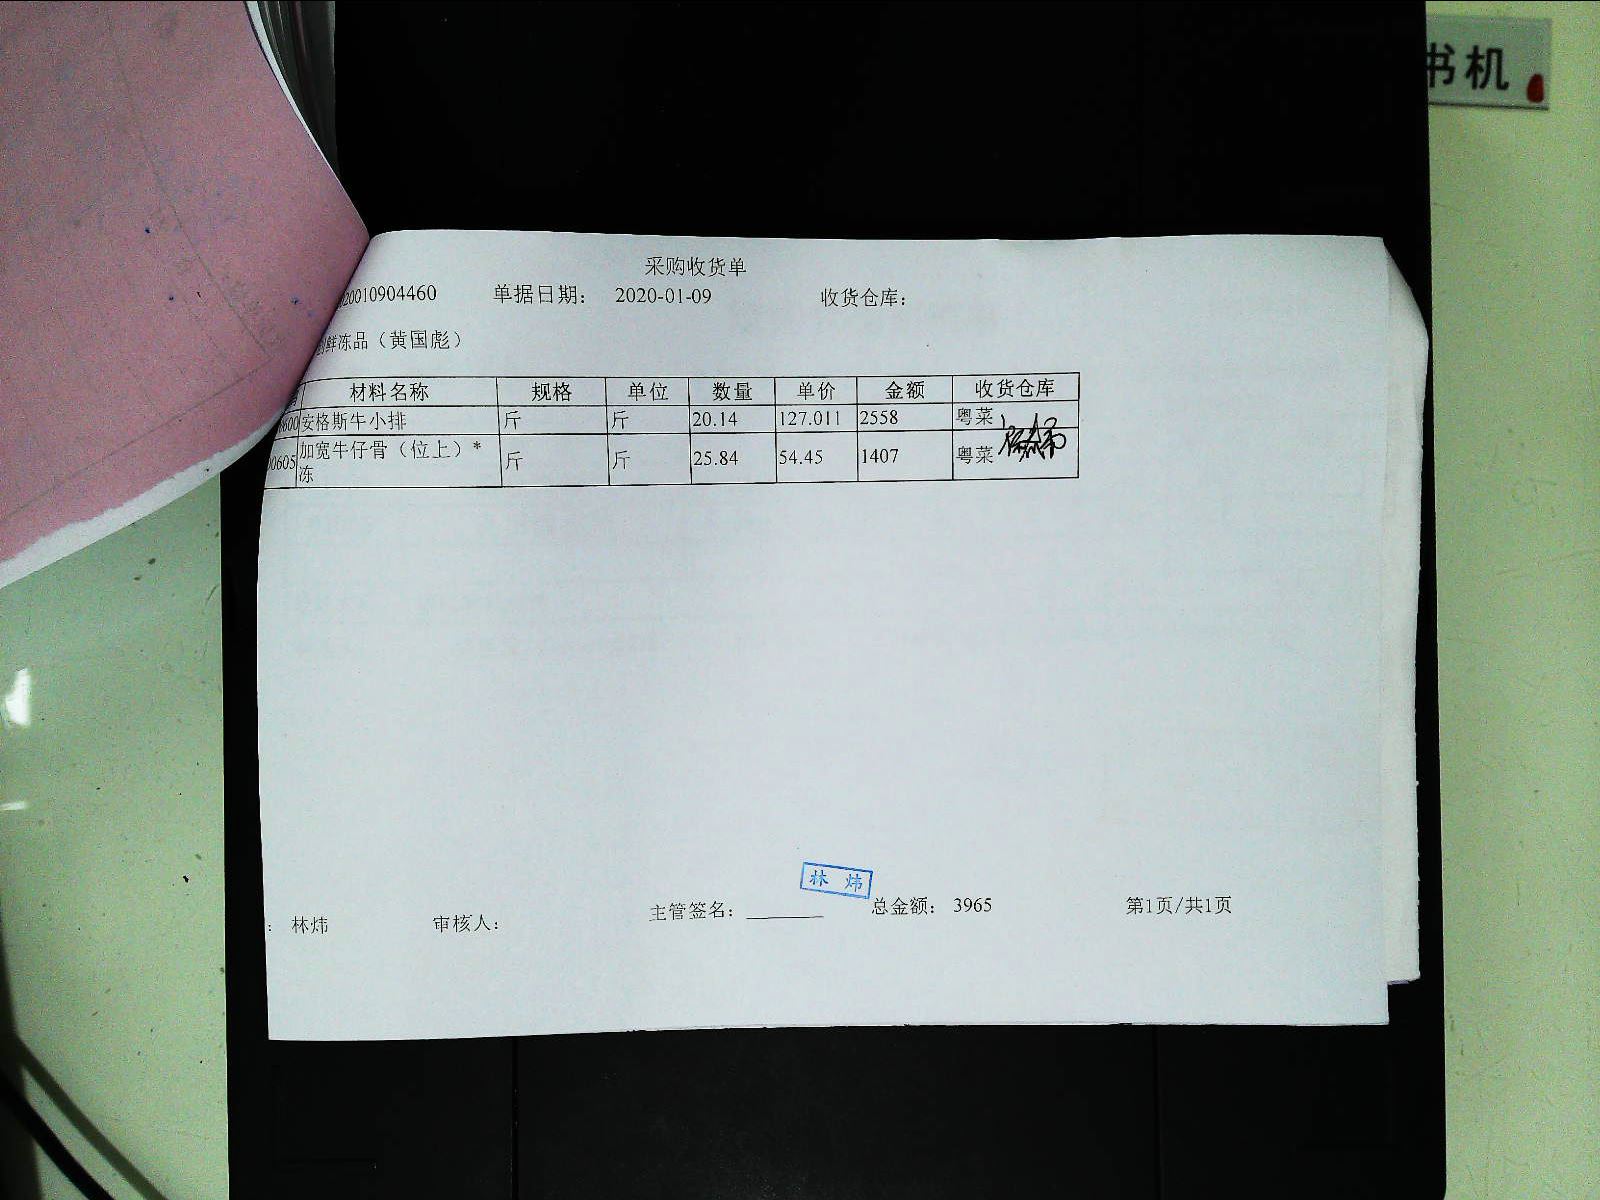 书机
采购收货单
20010904460 单据日期： 2020-01-09 收货仓库：
鲜冻品（黄国彪）
材料名称 规格 单位 数量 单价 金额 收货仓库
600 安格斯牛小排 斤 斤 20.14 127.011 2558 粤菜
00605 加宽牛仔骨（位上）*冻 斤 斤 25.84 54.45 1407 粤菜
林 炜
： 林炜 审核人： 主管签名： 总金额： 3965 第1页/共1页